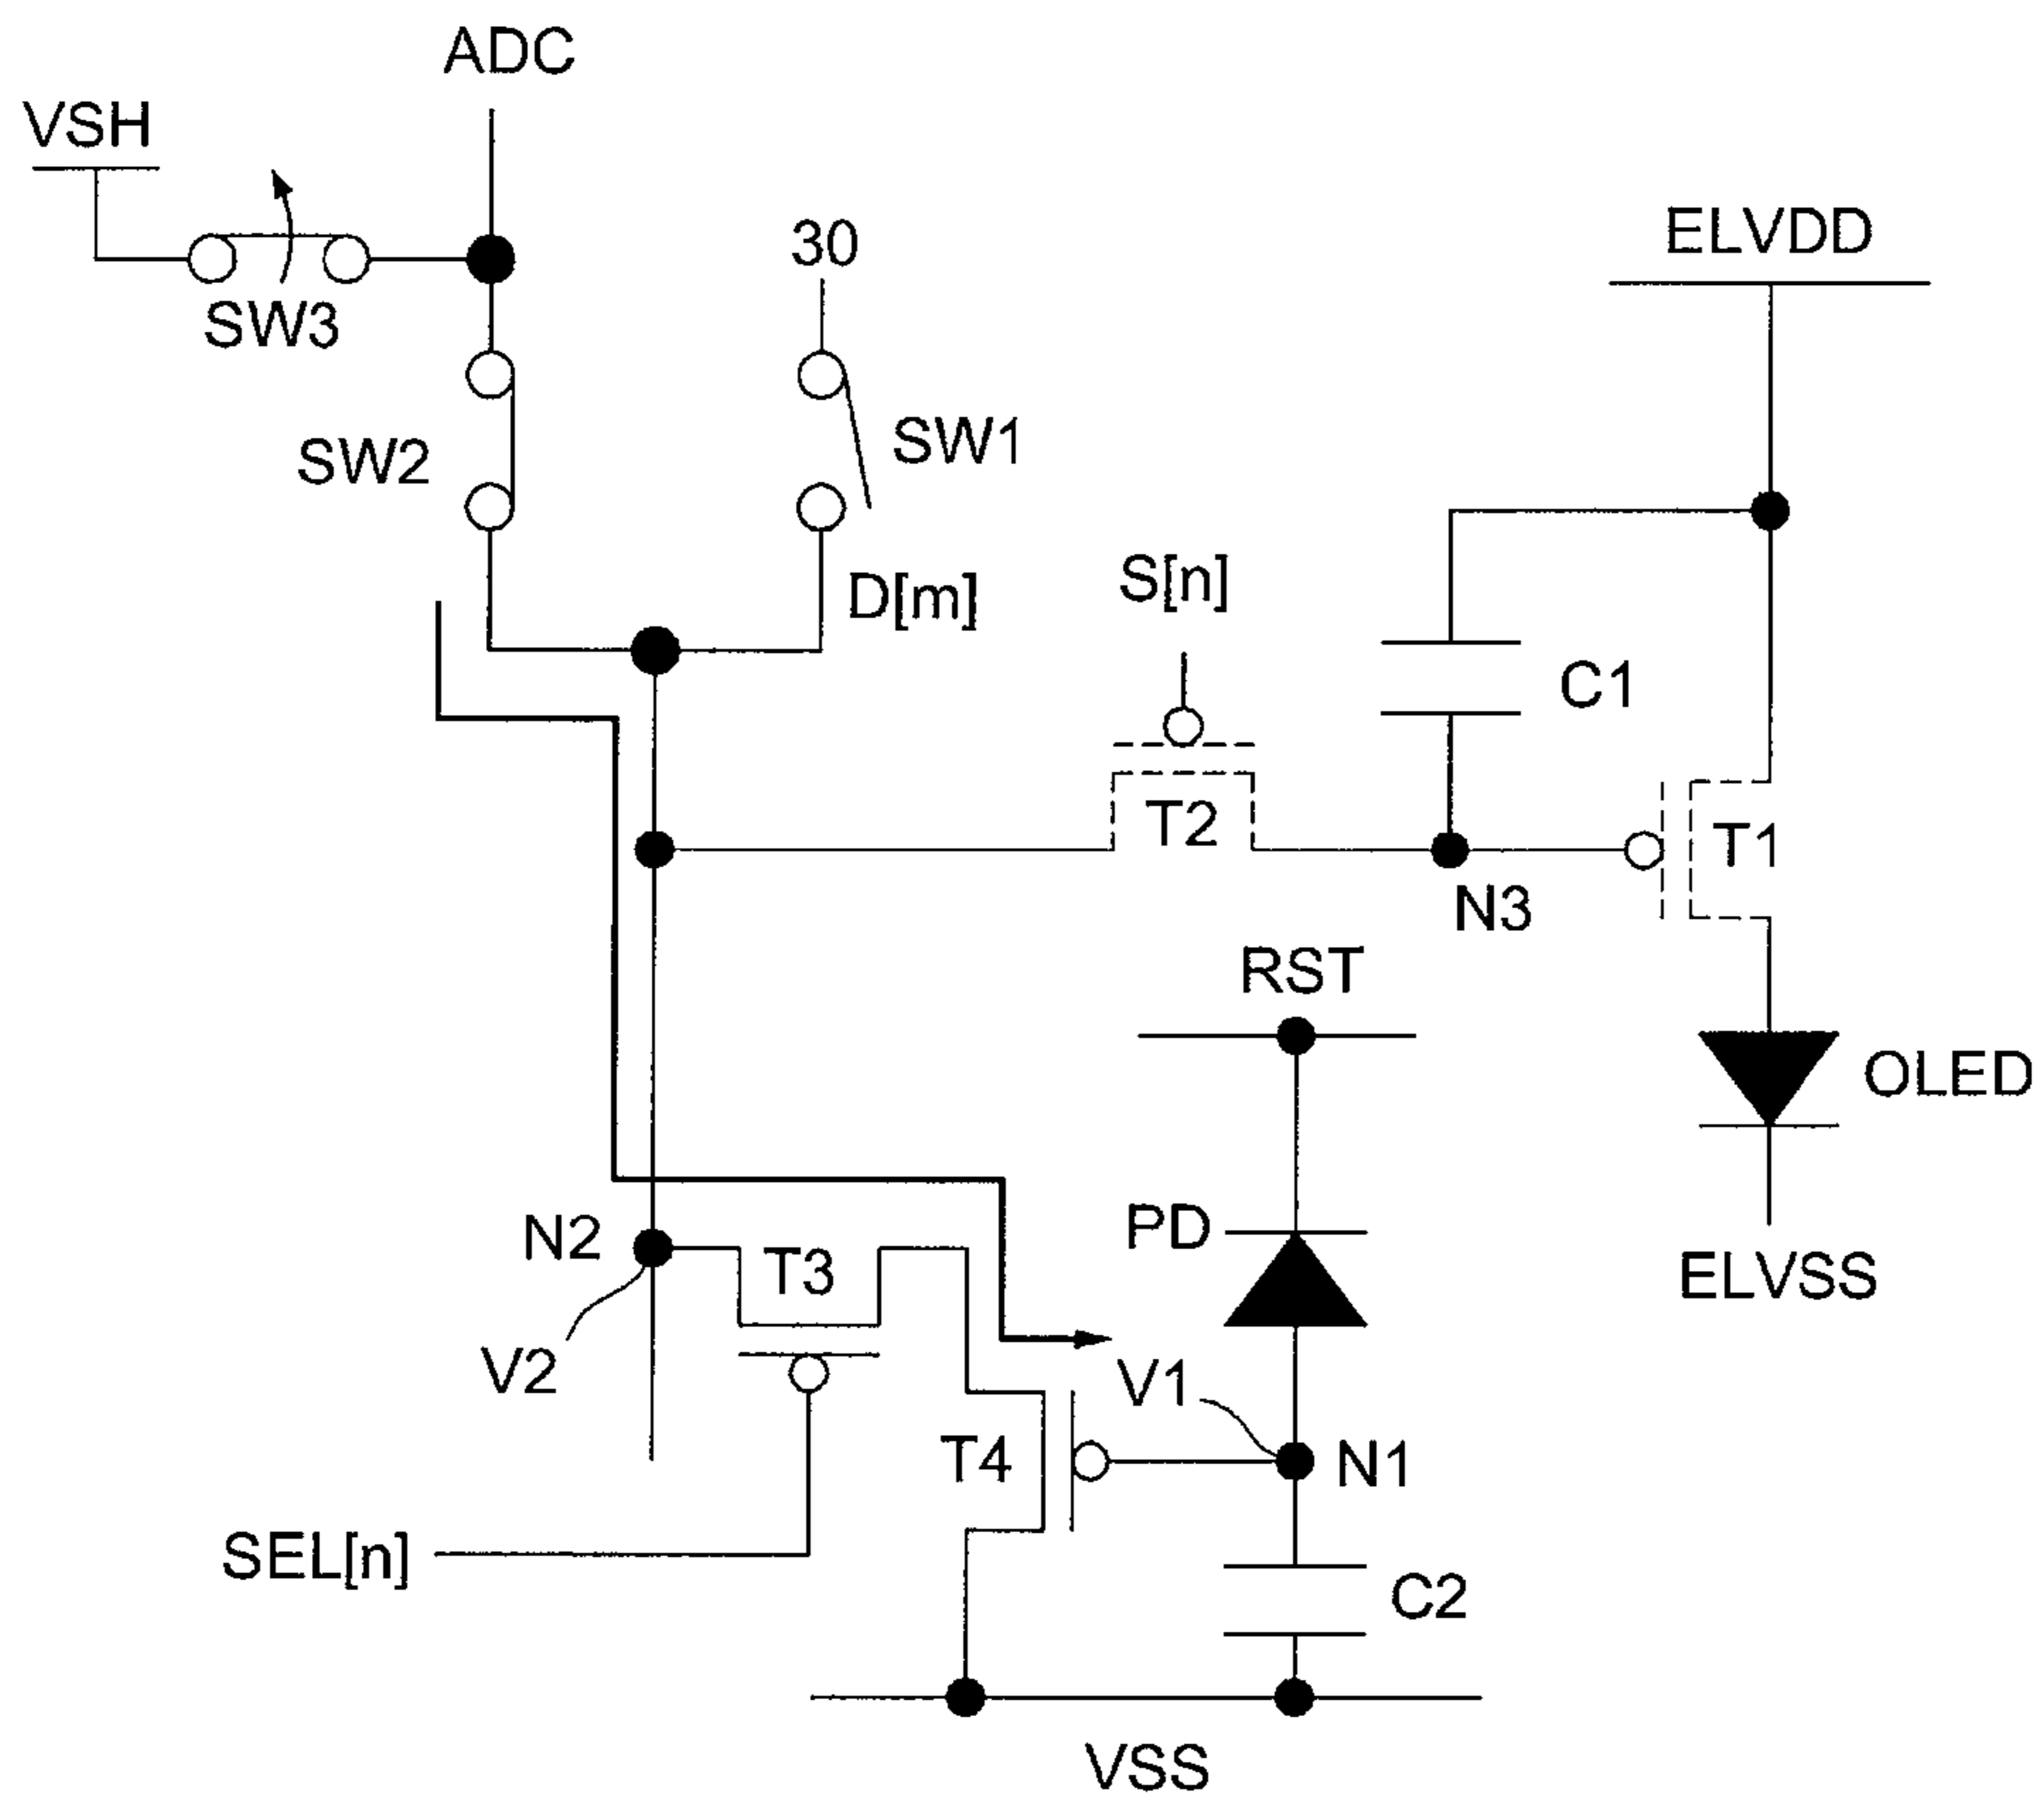 ADC
VSH
SW3
30
ELVDD
SW2
SW1
D[m]
S[n]
C1
T2
T1
N3
RST
OLED
PD
N2
T3
ELVSS
V2
V1
T4
N1
SEL[n]
C2
VSS